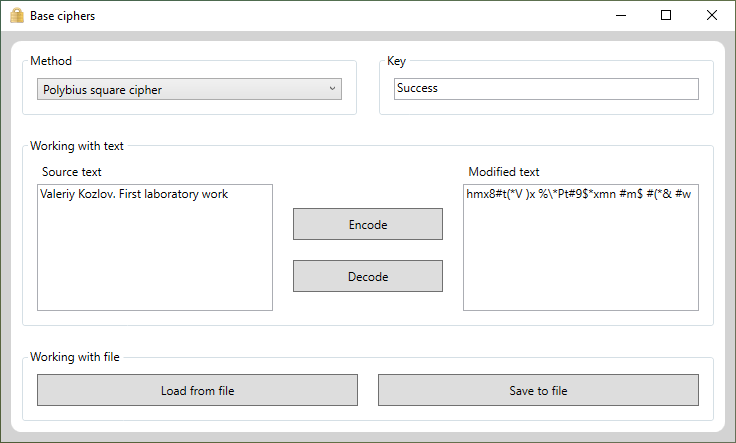 Base ciphers
Method
Polybius square cipher
Key
Success
Working with text
Source text
Valeriy Kozlov. First laboratory work
Encode
Decode
Modified text
hmx8#t(*V )x %\*Pt#9$*xmn #m$ #(*& #w
Working with file
Load from file
Save to file